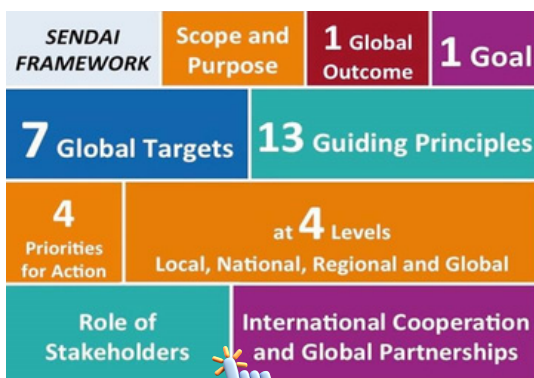 SENDAI
FRAMEWORK
Scope and
Purpose
1 Global
Outcome
1 Goal
7 Global Targets
13 Guiding Principles
4
Priorities
for Action
at 4 Levels
Local, National, Regional and Global
Role of
Stakeholders
International Cooperation
and Global Partnerships